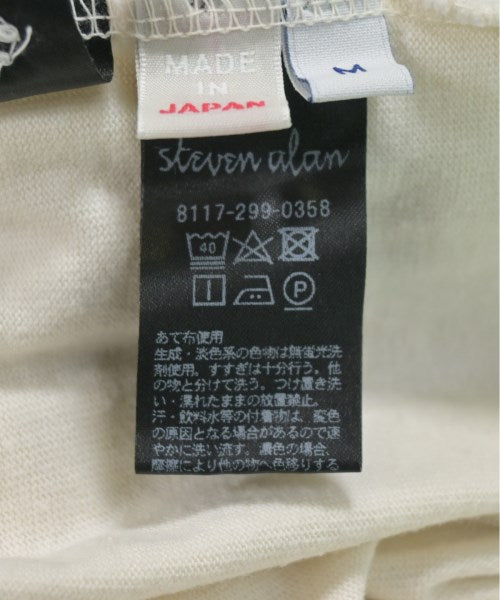 MADE
IN
JAPAN
M
steven alan
8117-299-0358
40
P
あて布使用
生成・淡色系の色物は無蛍光洗
剤使用。すすぎは十分行う。他
の物と分けて洗う。つけ置き洗
い・濡れたままの放置禁止。
汗・飲料水等の付着物は、変色
の原因となる場合があるので速
やかに洗い流す。濃色の場合、
摩擦により他の物へ色移りする